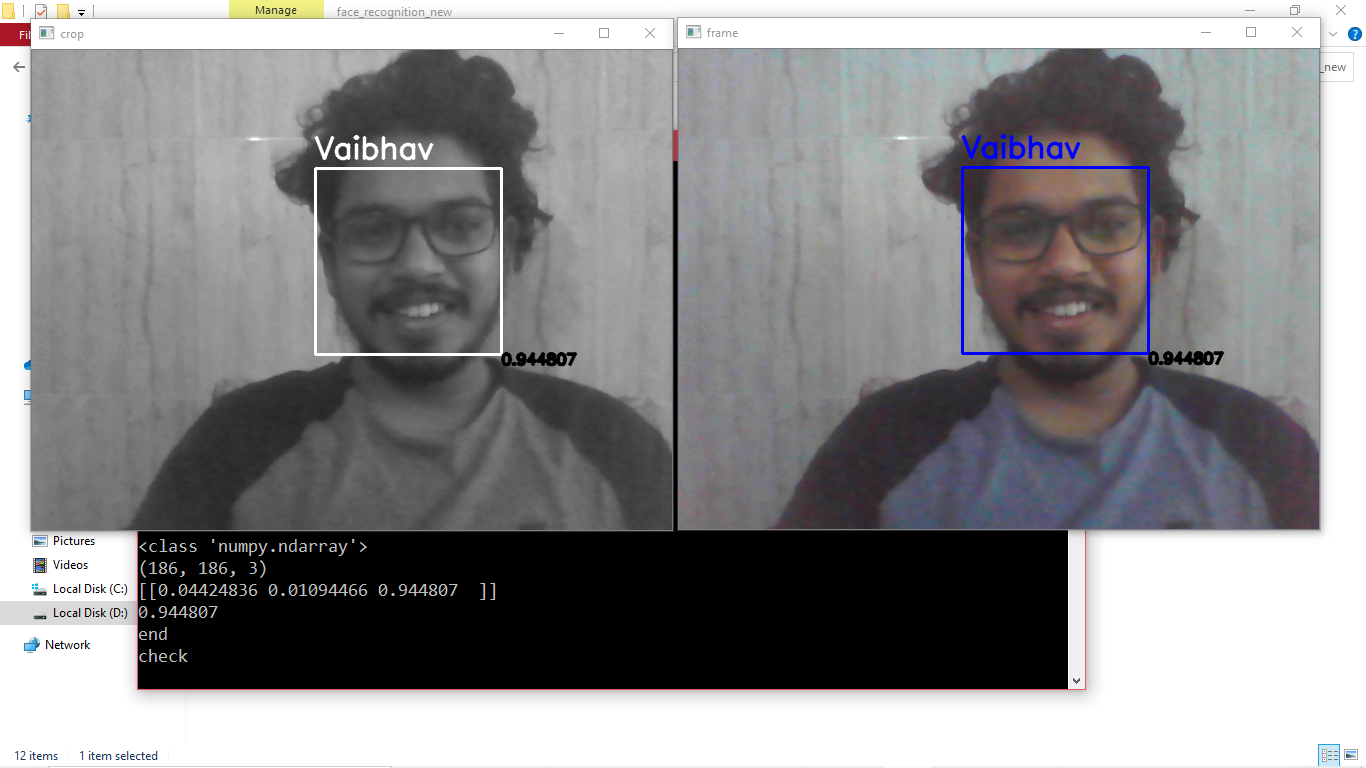 Manage
face_recognition_new
crop
frame
Fil
_new
Vaibhav
0.944807
Vaibhav
0.944807
Pictures
Videos
Local Disk (C:)
Local Disk (D:)
Network
<class 'numpy.ndarray'>
(186, 186, 3)
[[0.04424836 0.01094466 0.944807  ]]
0.944807
end
check
12 items
1 item selected